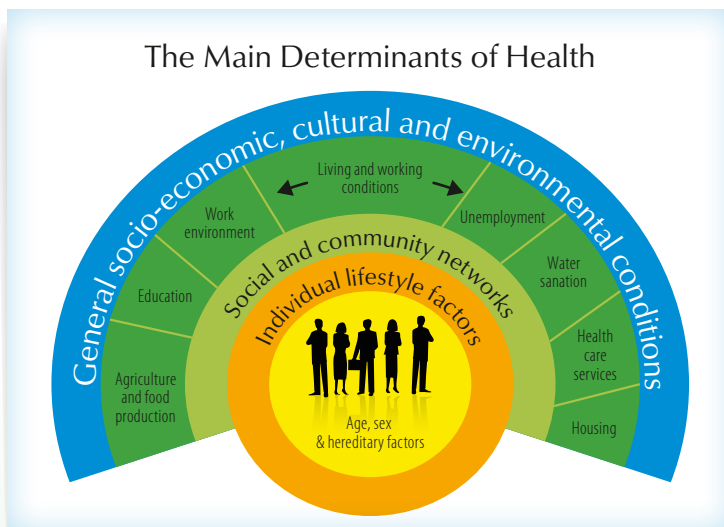 The Main Determinants of Health
General socio-economic, cultural and environmental conditions
Living and working
conditions
Work
environment
Unemployment
Education
Water
sanation
Agriculture
and food
production
Health
care
services
Housing
Social and community networks
Individual lifestyle factors
Age, sex
& hereditary factors